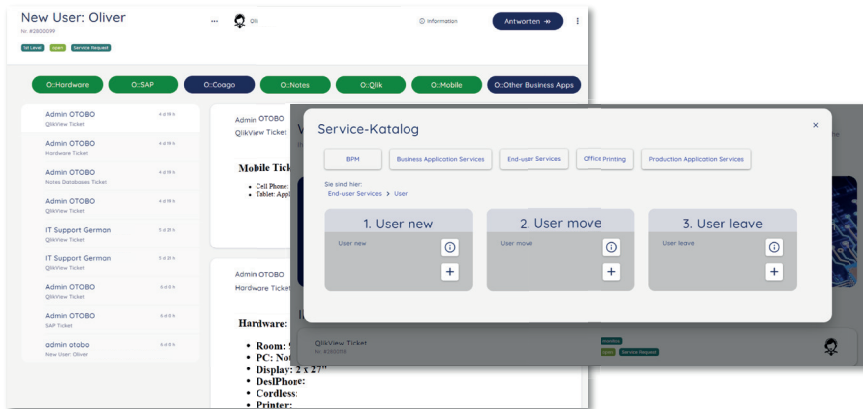 New User: Oliver
Nr. #2800099
1st Level open Service Request
Qli
Information
Antworten
O::Hardware O::SAP O::Coago O::Notes O::Qlik O::Mobile O::Other Business Apps
Admin OTOBO
QlikView Ticket
Admin OTOBO
Hardware Ticket
Admin OTOBO
Notes Databases Ticket
Admin OTOBO
QlikView Ticket
IT Support German
QlikView Ticket
IT Support German
QlikView Ticket
Admin OTOBO
QlikView Ticket
Admin OTOBO
SAP Ticket
admin otobo
New User: Oliver
Admin OTOBO
QlikView Ticket
Mobile Tick
Cell Phone:
Tablet: Appl
Admin OTOBO
Hardware Ticket
Hardware:
Room:
PC: Not
Display: 2 x 27"
DeslPhone:
Cordless:
Printer:
Service-Katalog
BPM Business Application Services End-user Services Office Printing Production Application Services
Sie sind hier:
End-user Services > User
1. User new
User new
2. User move
User move
3. User leave
User leave
QlikView Ticket
open Service Request